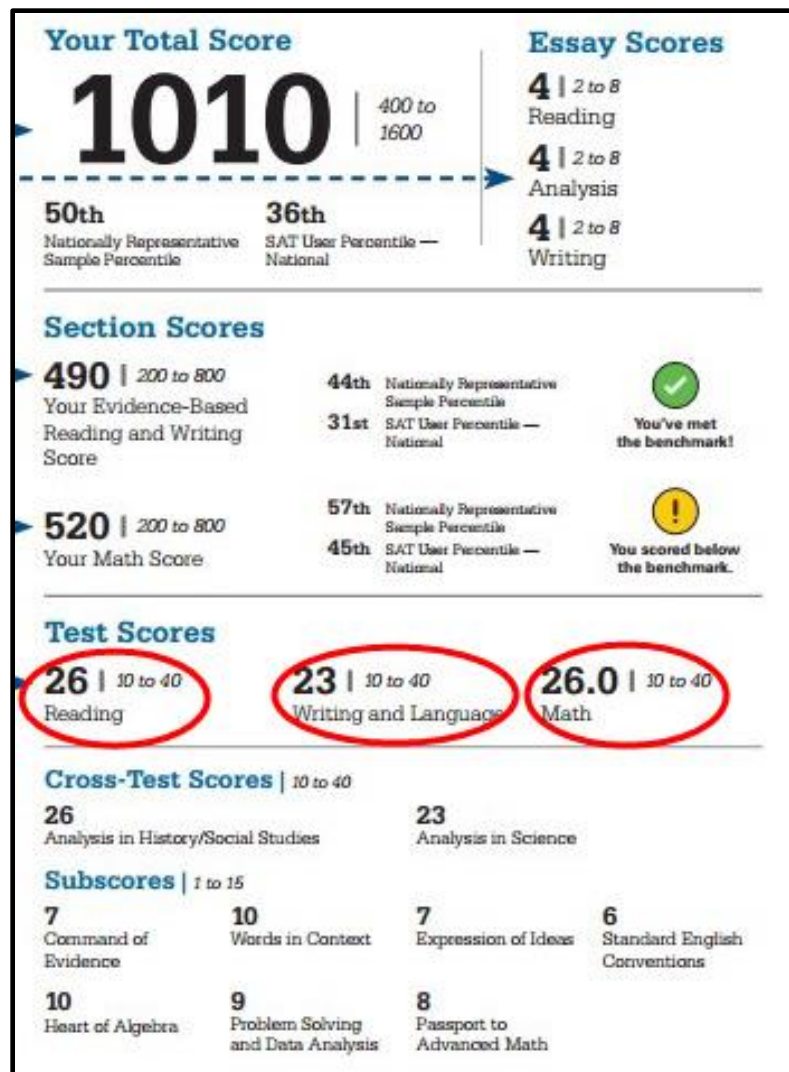 Your Total Score
1010 | 400 to
1600
50th
Nationally Representative
Sample Percentile
36th
SAT User Percentile —
National
Essay Scores
4 | 2 to 8
Reading
4 | 2 to 8
Analysis
4 | 2 to 8
Writing
Section Scores
490 | 200 to 800
Your Evidence-Based
Reading and Writing
Score
44th Nationally Representative
Sample Percentile
31st SAT User Percentile —
National
You've met
the benchmark!
520 | 200 to 800
Your Math Score
57th Nationally Representative
Sample Percentile
45th SAT User Percentile —
National
You scored below
the benchmark.
Test Scores
26 | 10 to 40
Reading
23 | 10 to 40
Writing and Language
26.0 | 10 to 40
Math
Cross-Test Scores | 10 to 40
26
Analysis in History/Social Studies
23
Analysis in Science
Subscores | 1 to 15
7
Command of
Evidence
10
Words in Context
7
Expression of Ideas
6
Standard English
Conventions
10
Heart of Algebra
9
Problem Solving
and Data Analysis
8
Passport to
Advanced Math